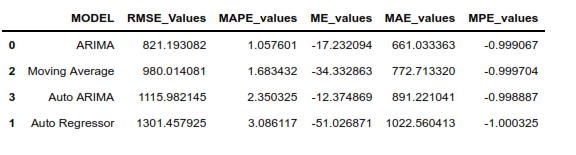 MODEL RMSE_Values MAPE_values ME_values MAE_values MPE_values
0 ARIMA 821.193082 1.057601 -17.232094 661.033363 -0.999067
2 Moving Average 980.014081 1.683432 -34.332863 772.713320 -0.999704
3 Auto ARIMA 1115.982145 2.350325 -12.374869 891.221041 -0.998887
1 Auto Regressor 1301.457925 3.086117 -51.026871 1022.560413 -1.000325